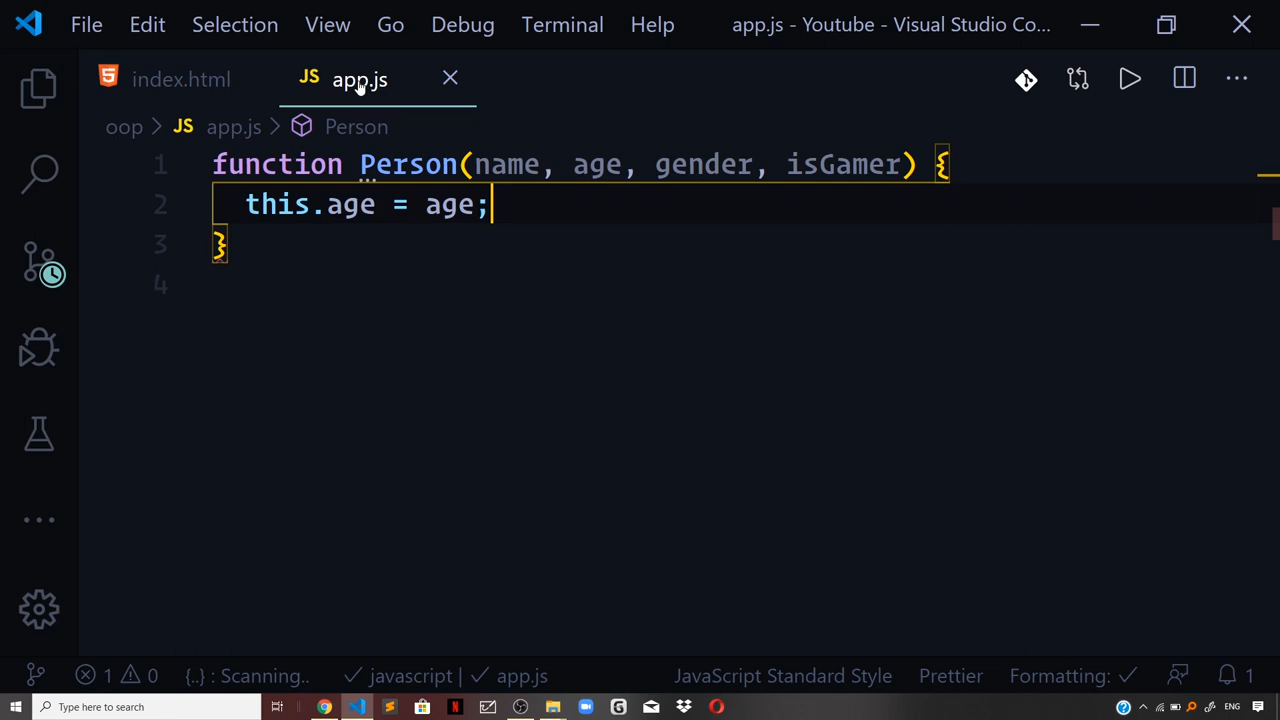 File Edit Selection View Go Debug Terminal Help app.js - Youtube - Visual Studio Co...
index.html JS app.js
oop > JS app.js > Person
1 function Person(name, age, gender, isGamer) {
2 this.age = age;
3 }
4
1 0 {..} : Scanning.. javascript | app.js JavaScript Standard Style Prettier Formatting: 1
Type here to search ENG